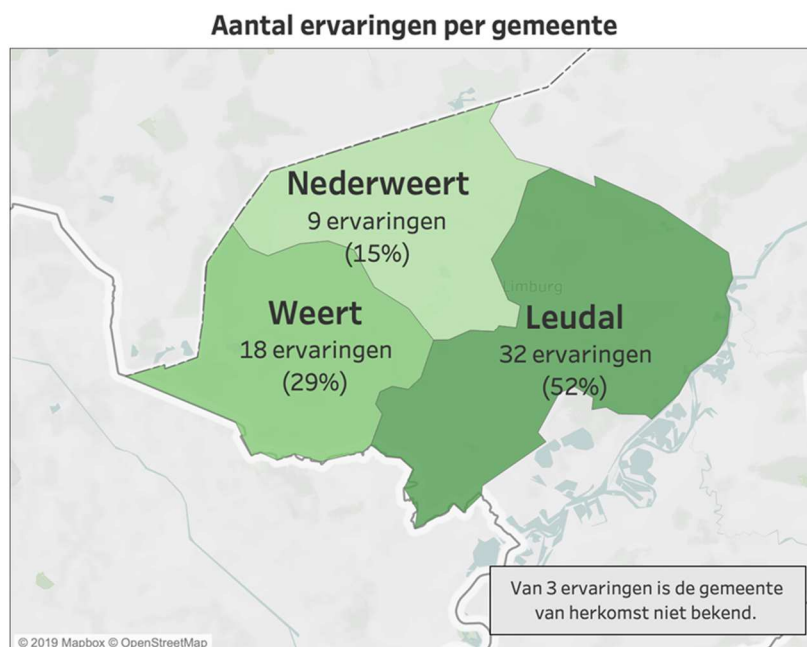 Aantal ervaringen per gemeente
Nederweert
9 ervaringen
(15%)
Limburg
Weert
18 ervaringen
(29%)
Leudal
32 ervaringen
(52%)
Van 3 ervaringen is de gemeente
van herkomst niet bekend.
© 2019 Mapbox © OpenStreetMap